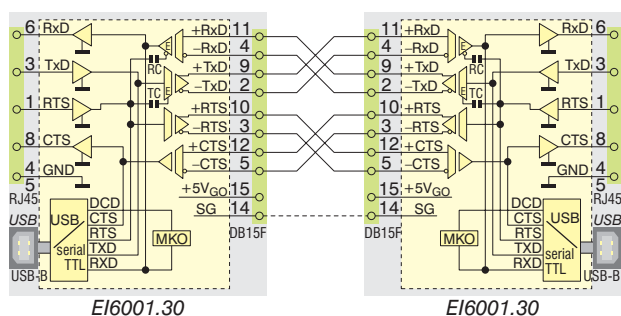 6 RxD +RxD 11 11 +RxD RxD 6
E E
4 –RxD –RxD 4
RC RC
3 TxD +TxD 9 9 +TxD TxD 3
E E
TC –TxD 2 2 –TxD TC
1 RTS +RTS 10 10 +RTS RTS 1
–RTS 3 3 –RTS
8 CTS +CTS 12 12 +CTS CTS 8
–CTS 5 5 –CTS
4 GND GND 4
5 +5VGO 15 15 +5VGO 5
RJ45 DCD SG 14 14 SG DCD RJ45
USB USB CTS DB15F DB15F CTS USB USB
RTS MKO MKO RTS
serial TXD TXD serial
TTL RXD RXD TTL
USB-B USB-B
EI6001.30 EI6001.30